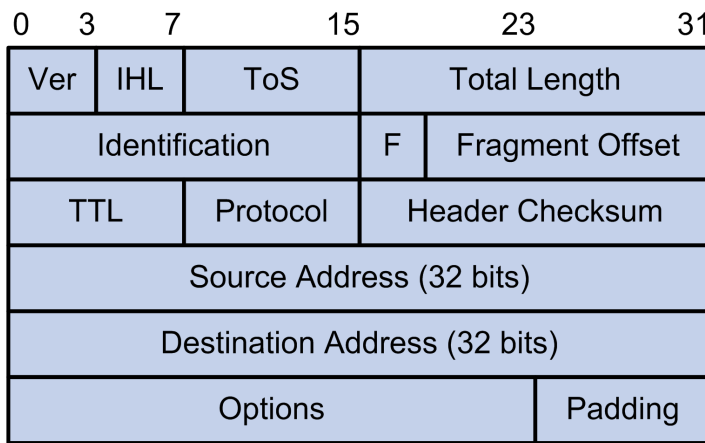 0 3 7 15 23 31
Ver IHL ToS Total Length
Identification F Fragment Offset
TTL Protocol Header Checksum
Source Address (32 bits)
Destination Address (32 bits)
Options Padding